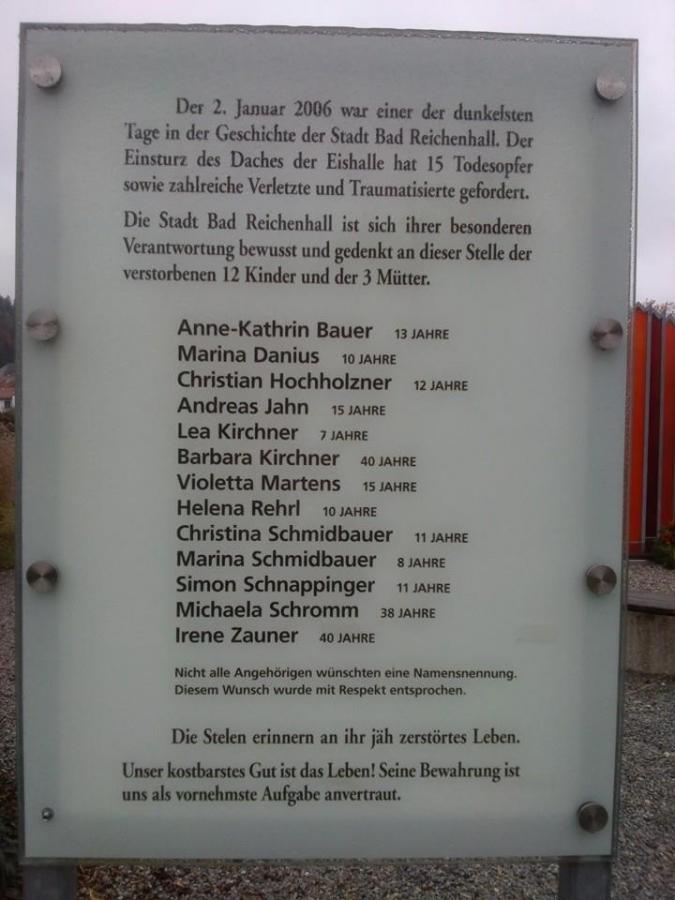 Der 2. Januar 2006 war einer der dunkelsten
Tage in der Geschichte der Stadt Bad Reichenhall. Der
Einsturz des Daches der Eishalle hat 15 Todesopfer
sowie zahlreiche Verletzte und Traumatisierte gefordert.
Die Stadt Bad Reichenhall ist sich ihrer besonderen
Verantwortung bewusst und gedenkt an dieser Stelle der
verstorbenen 12 Kinder und der 3 Mütter.
Anne-Kathrin Bauer 13 JAHRE
Marina Danius 10 JAHRE
Christian Hochholzner 12 JAHRE
Andreas Jahn 15 JAHRE
Lea Kirchner 7 JAHRE
Barbara Kirchner 40 JAHRE
Violetta Martens 15 JAHRE
Helena Rehrl 10 JAHRE
Christina Schmidbauer 11 JAHRE
Marina Schmidbauer 8 JAHRE
Simon Schnappinger 11 JAHRE
Michaela Schromm 38 JAHRE
Irene Zauner 40 JAHRE
Nicht alle Angehörigen wünschten eine Namensnennung.
Diesem Wunsch wurde mit Respekt entsprochen.
Die Stelen erinnern an ihr jäh zerstörtes Leben.
Unser kostbarstes Gut ist das Leben! Seine Bewahrung ist
uns als vornehmste Aufgabe anvertraut.